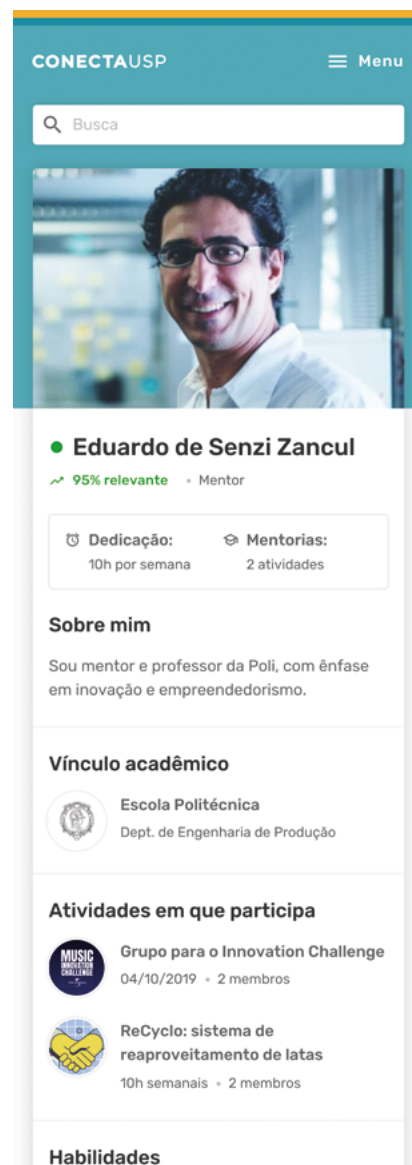 CONECTAUSP
Menu
Busca
Eduardo de Senzi Zancul
95% relevante • Mentor
Dedicação:
10h por semana
Mentorias:
2 atividades
Sobre mim
Sou mentor e professor da Poli, com ênfase
em inovação e empreendedorismo.
Vínculo acadêmico
Escola Politécnica
Dept. de Engenharia de Produção
Atividades em que participa
MUSIC
INNOVATION
CHALLENGE
Grupo para o Innovation Challenge
04/10/2019 • 2 membros
ReCyclo: sistema de
reaproveitamento de latas
10h semanais • 2 membros
Habilidades